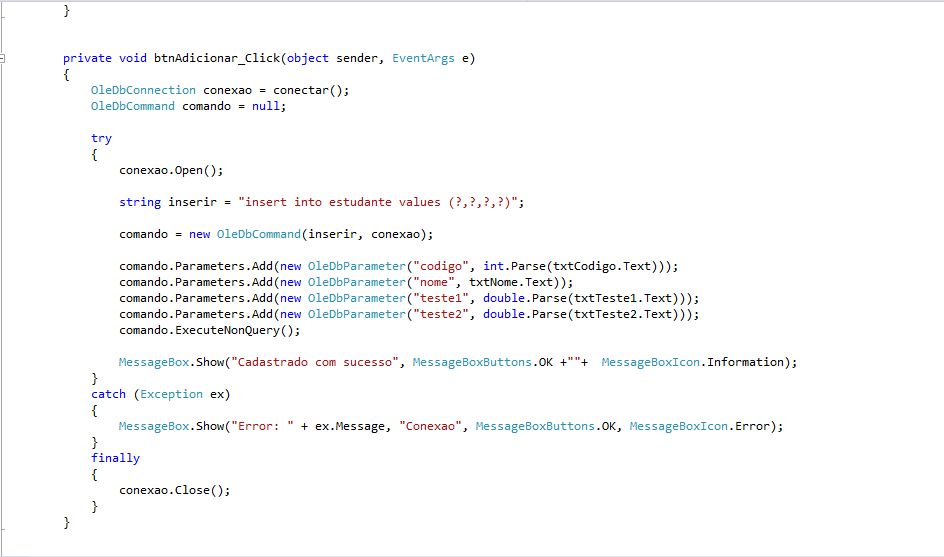 }
private void btnAdicionar_Click(object sender, EventArgs e)
{
OleDbConnection conexao = conectar();
OleDbCommand comando = null;
try
{
conexao.Open();
string inserir = "insert into estudante values (?,?,?,?)";
comando = new OleDbCommand(inserir, conexao);
comando.Parameters.Add(new OleDbParameter("codigo", int.Parse(txtCodigo.Text)));
comando.Parameters.Add(new OleDbParameter("nome", txtNome.Text));
comando.Parameters.Add(new OleDbParameter("teste1", double.Parse(txtTeste1.Text)));
comando.Parameters.Add(new OleDbParameter("teste2", double.Parse(txtTeste2.Text)));
comando.ExecuteNonQuery();
MessageBox.Show("Cadastrado com sucesso", MessageBoxButtons.OK +""+  MessageBoxIcon.Information);
}
catch (Exception ex)
{
MessageBox.Show("Error: " + ex.Message, "Conexao", MessageBoxButtons.OK, MessageBoxIcon.Error);
}
finally
{
conexao.Close();
}
}